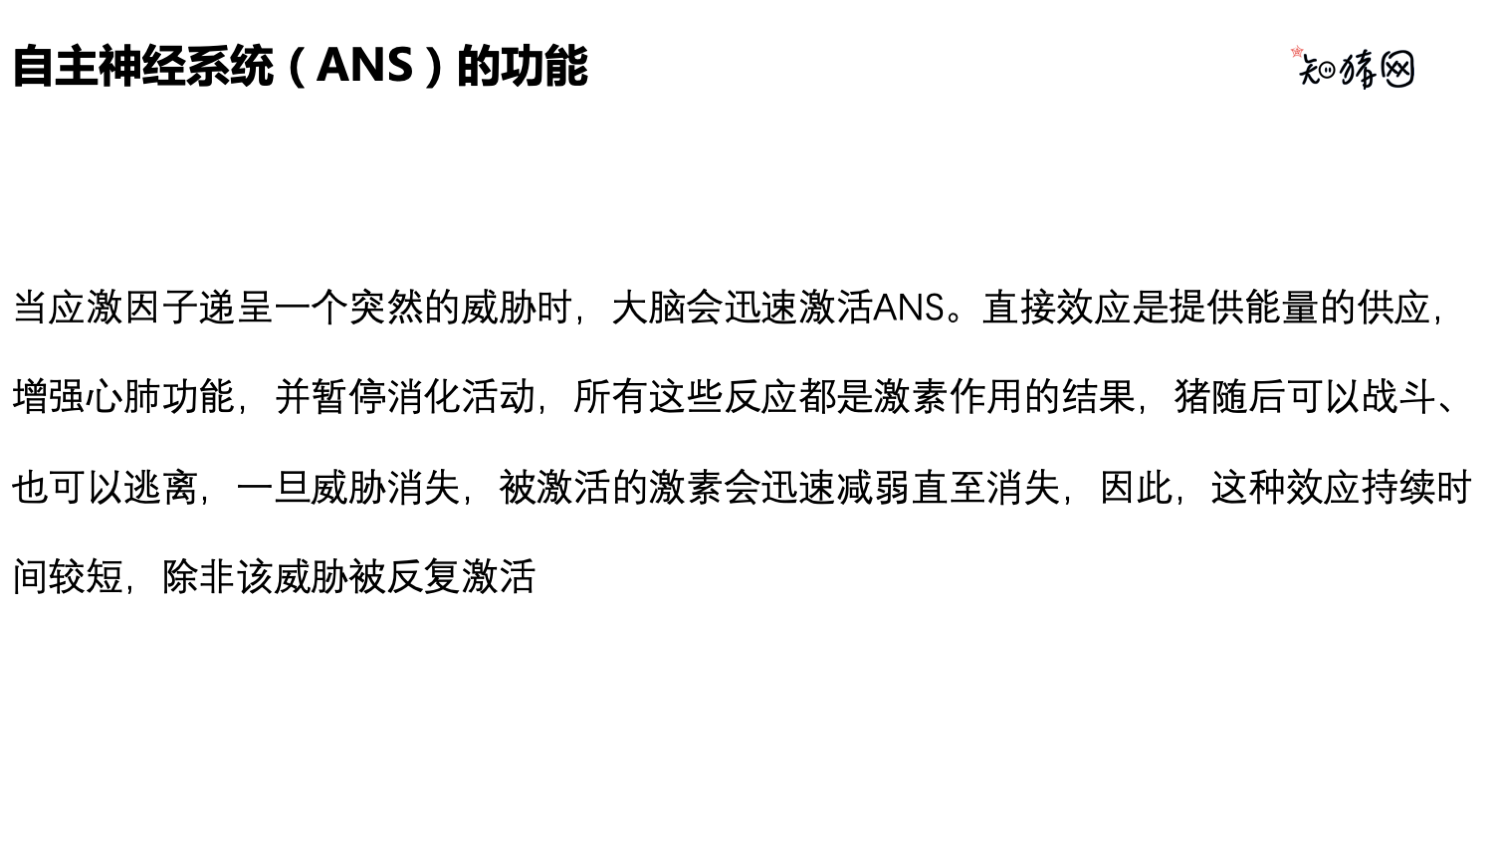 自主神经系统（ANS）的功能
知猪网
当应激因子递呈一个突然的威胁时，大脑会迅速激活ANS。直接效应是提供能量的供应，
增强心肺功能，并暂停消化活动，所有这些反应都是激素作用的结果，猪随后可以战斗、
也可以逃离，一旦威胁消失，被激活的激素会迅速减弱直至消失，因此，这种效应持续时
间较短，除非该威胁被反复激活